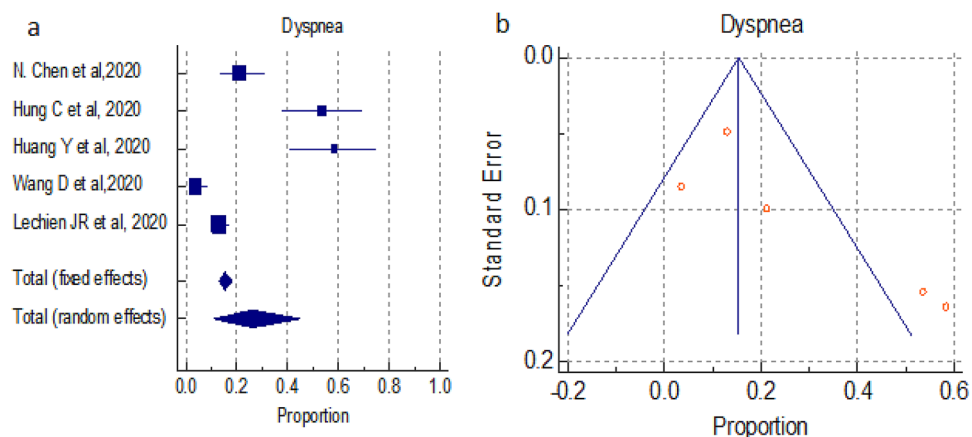 a
Dyspnea
N. Chen et al,2020
Hung C et al, 2020
Huang Y et al, 2020
Wang D et al,2020
Lechien JR et al, 2020
Total (fixed effects)
Total (random effects)
0.0 0.2 0.4 0.6 0.8 1.0
Proportion
b
Dyspnea
Standard Error
0.0
0.1
0.2
-0.2 0.0 0.2 0.4 0.6
Proportion